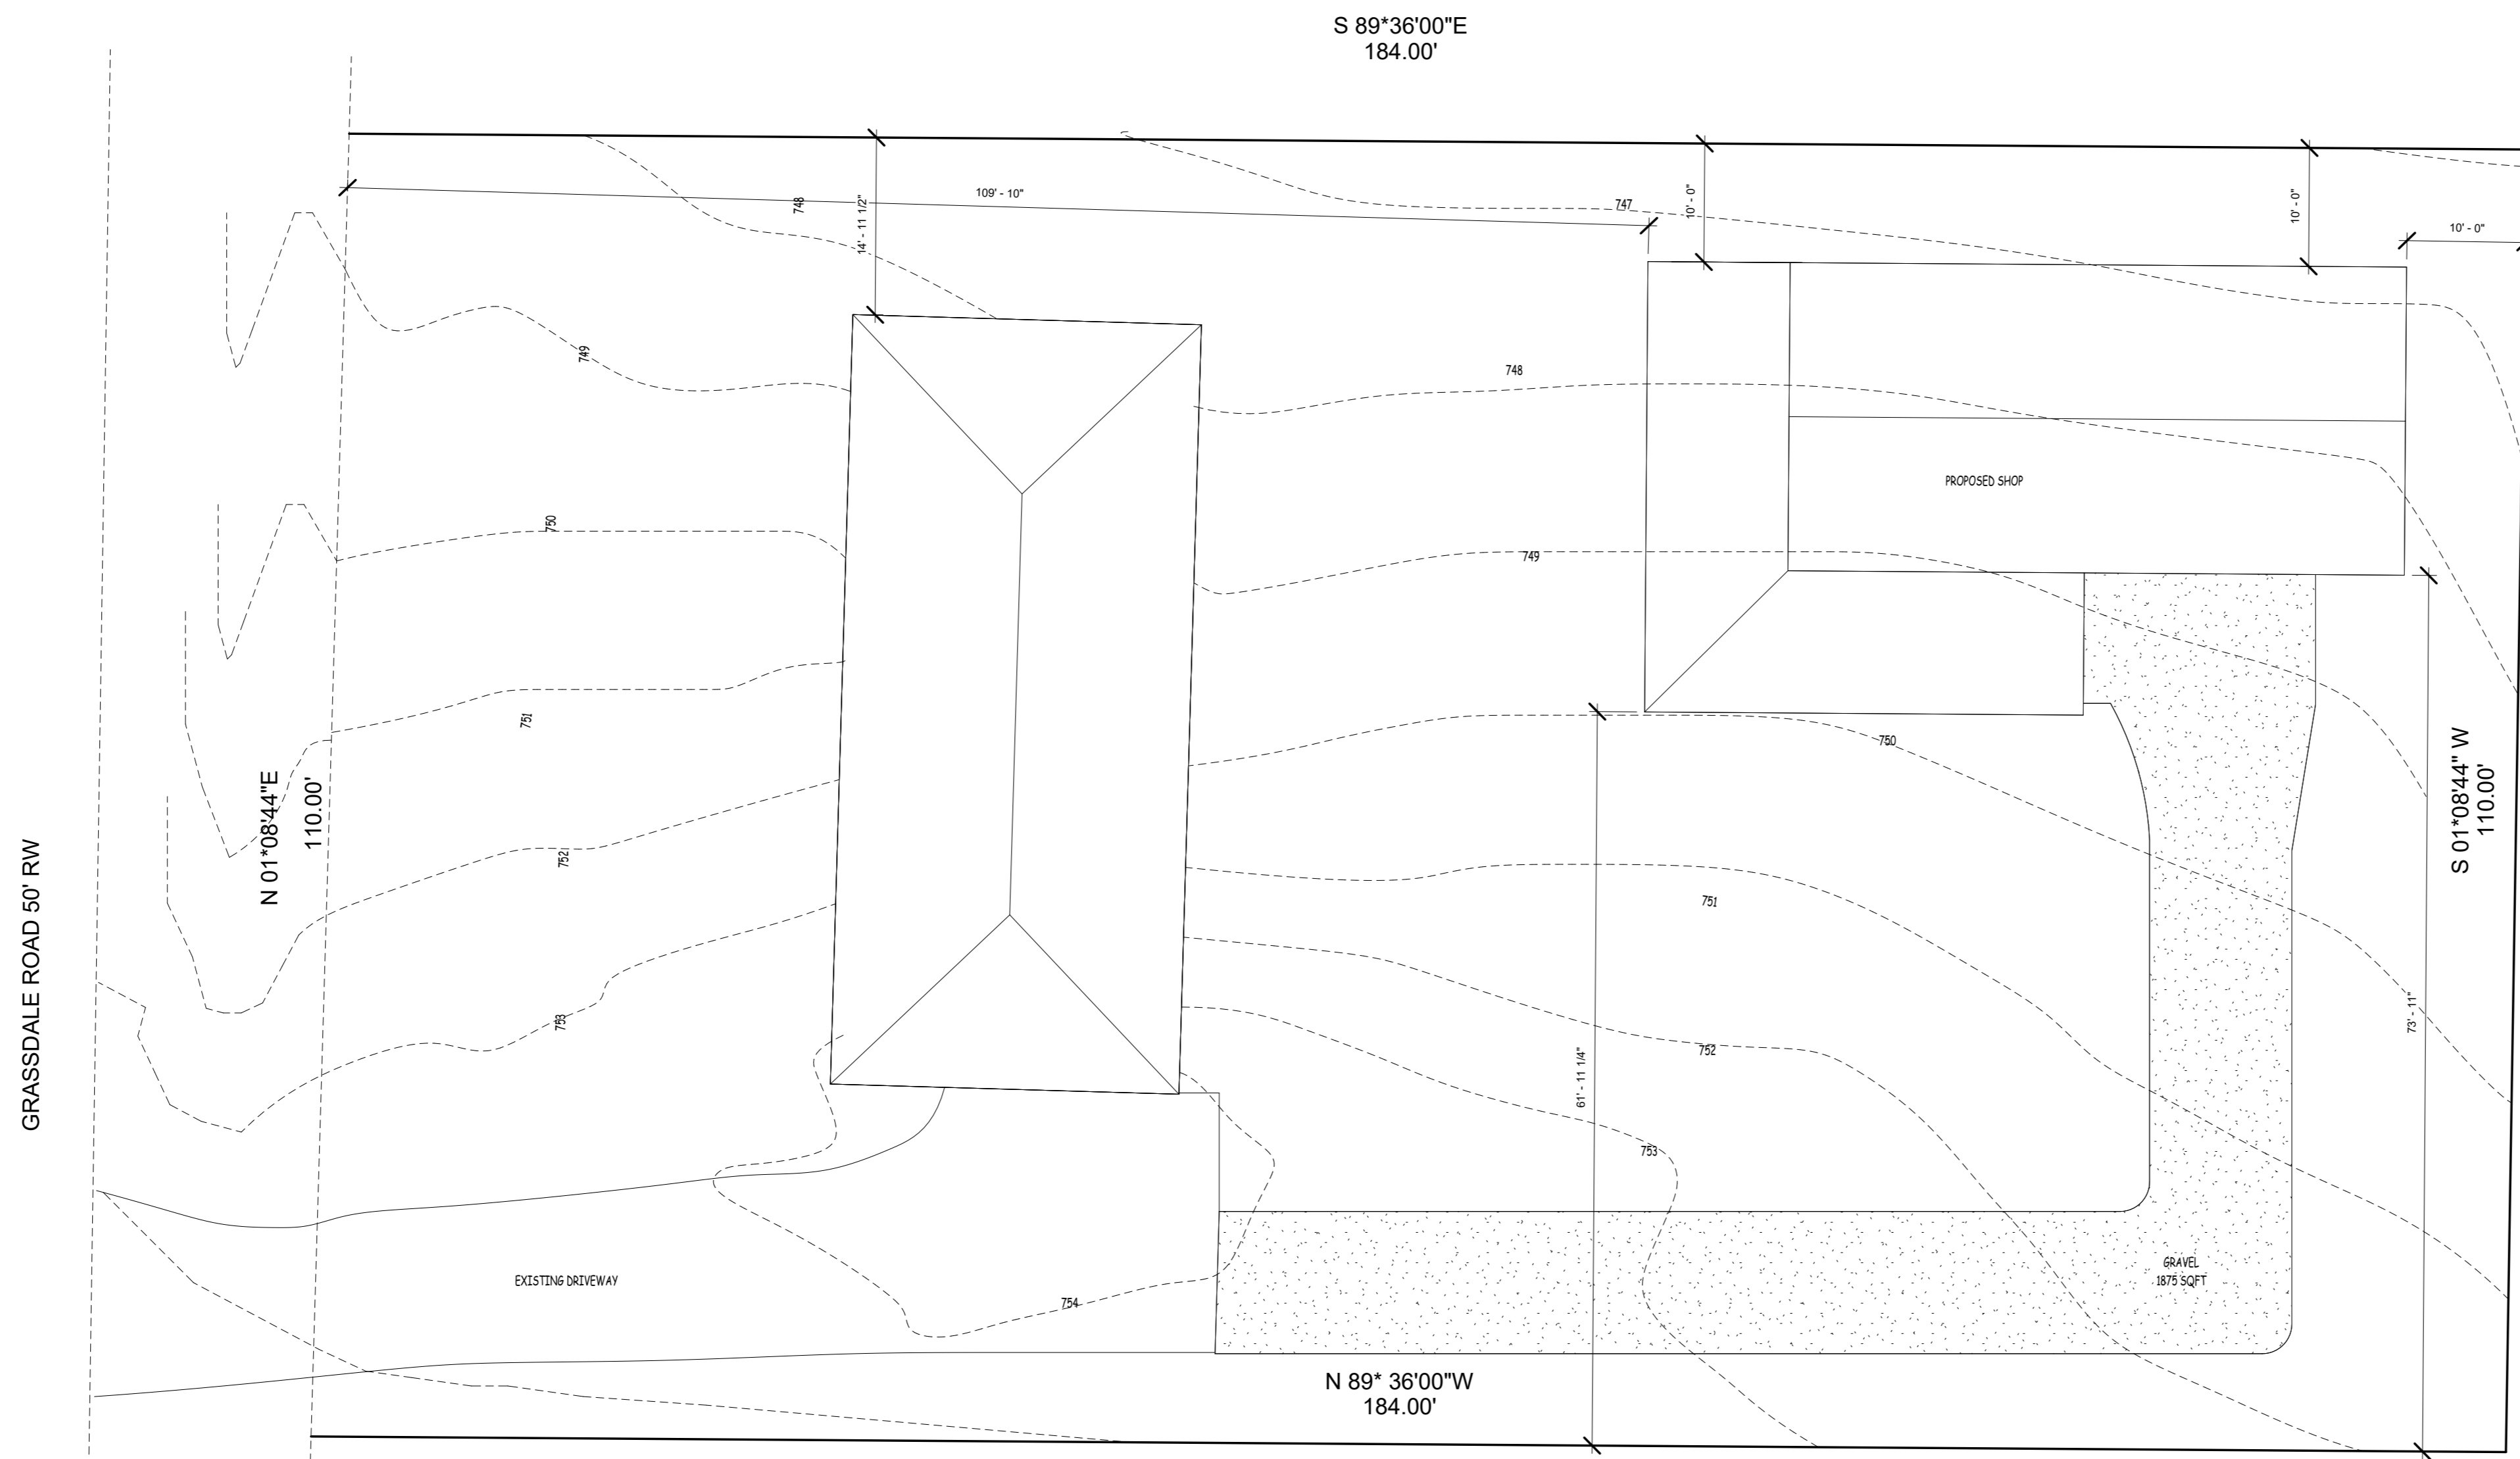 S 89*36'00"E
184.00'
109' - 10"
748
14' - 11 1/2"
747
10' - 0"
10' - 0"
10' - 0"
749
748
PROPOSED SHOP
750
749
751
750
N 01*08'44"E
110.00'
S 01*08'44" W
110.00'
GRASSDALE ROAD 50' RW
752
751
753
752
61' - 11 1/4"
73' - 11"
753
EXISTING DRIVEWAY
754
GRAVEL
1875 SQFT
N 89* 36'00"W
184.00'